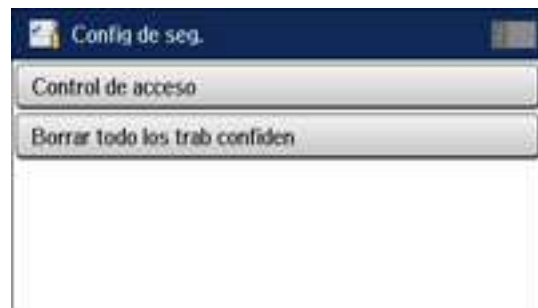 Config de seg.
Control de acceso
Borrar todo los trab confiden